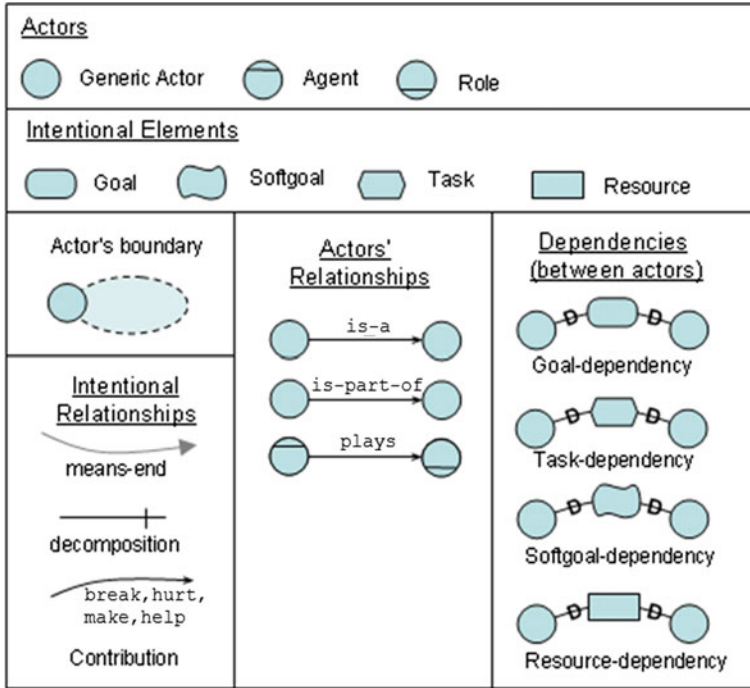 Actors
Generic Actor Agent Role
Intentional Elements
Goal Softgoal Task Resource
Actor's boundary
Intentional
Relationships
means-end
decomposition
break,hurt,
make,help
Contribution
Actors'
Relationships
is-a
is-part-of
plays
Dependencies
(between actors)
D D
Goal-dependency
D D
Task-dependency
D D
Softgoal-dependency
D D
Resource-dependency